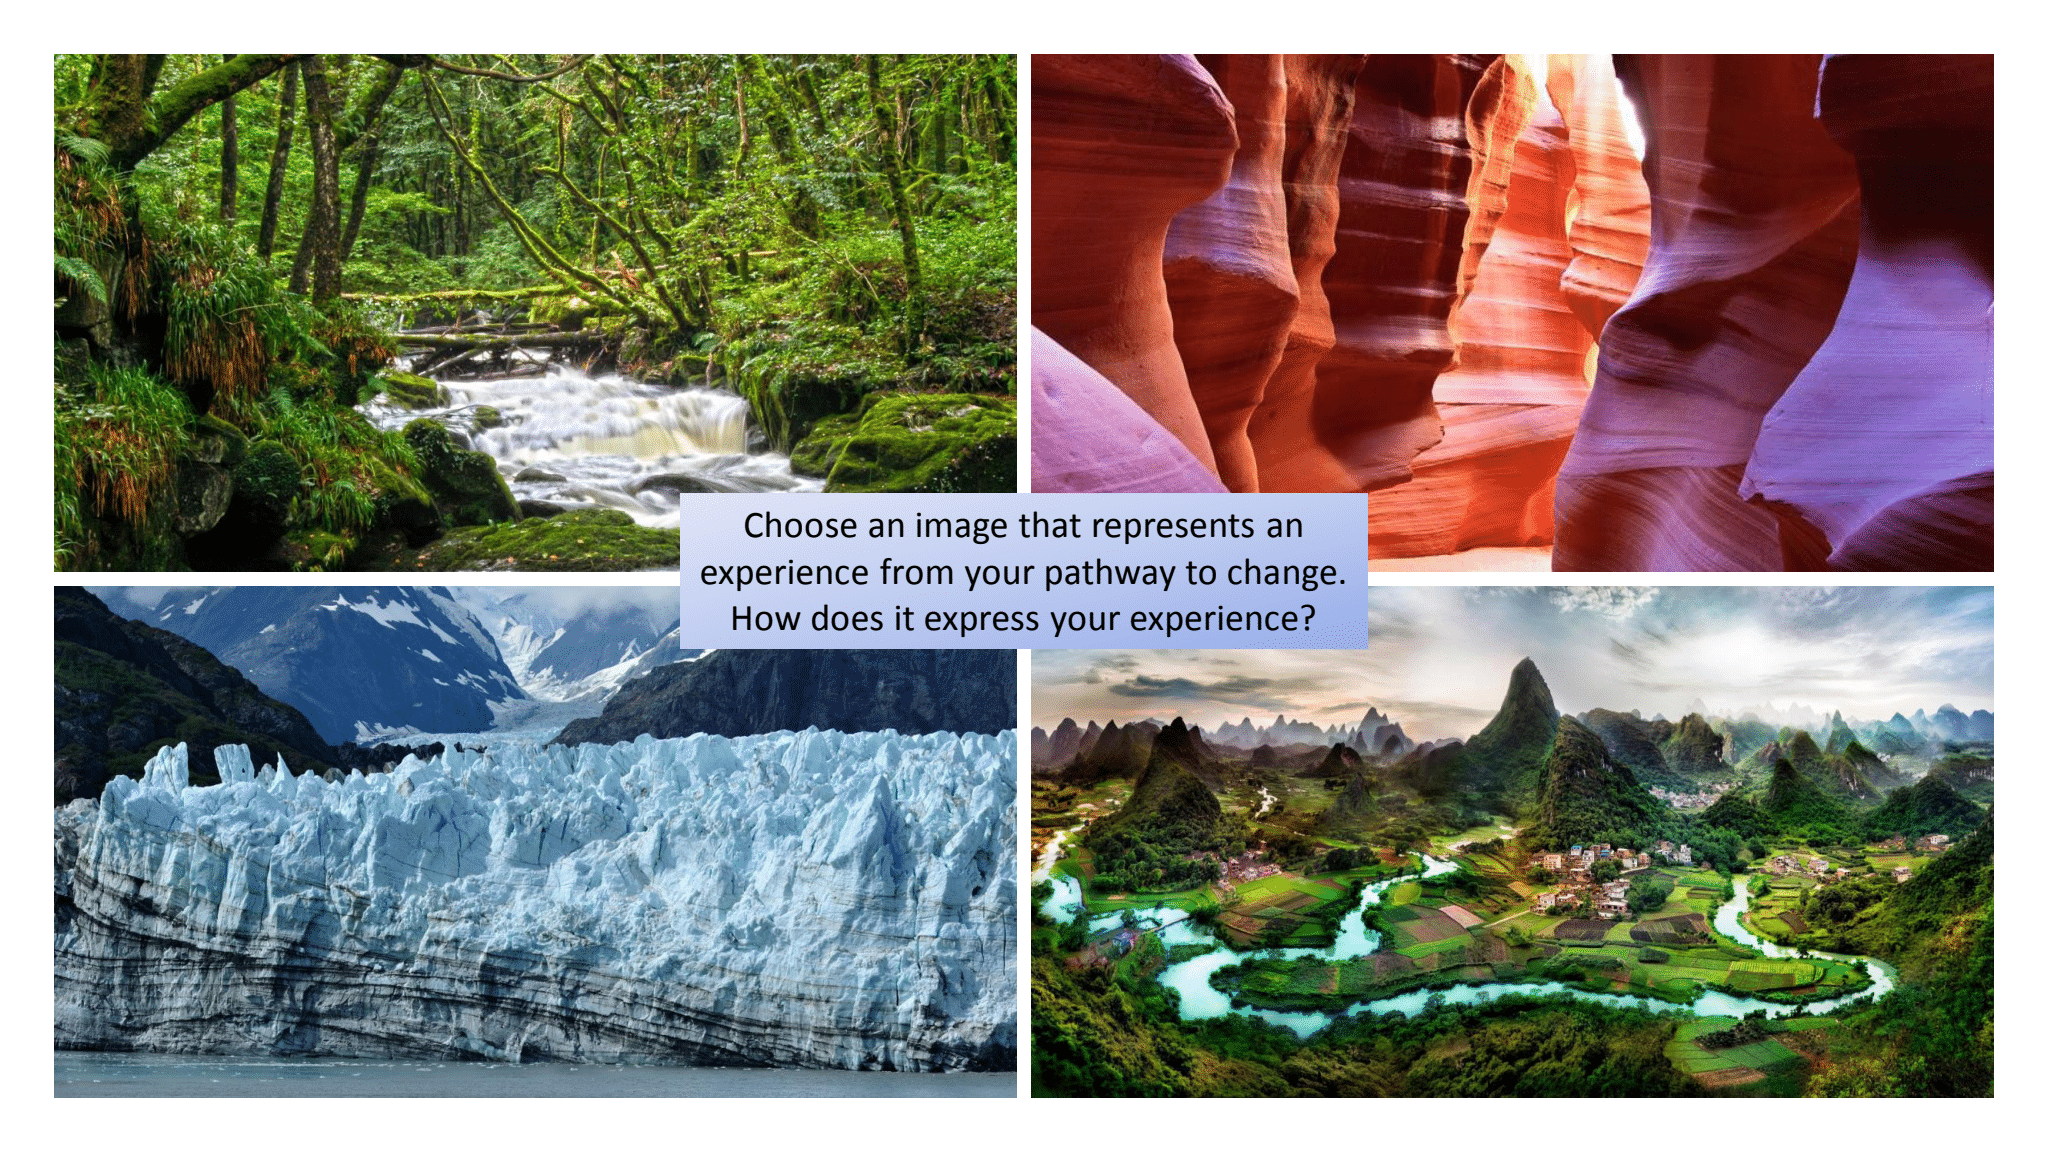 Choose an image that represents an
experience from your pathway to change.
How does it express your experience?